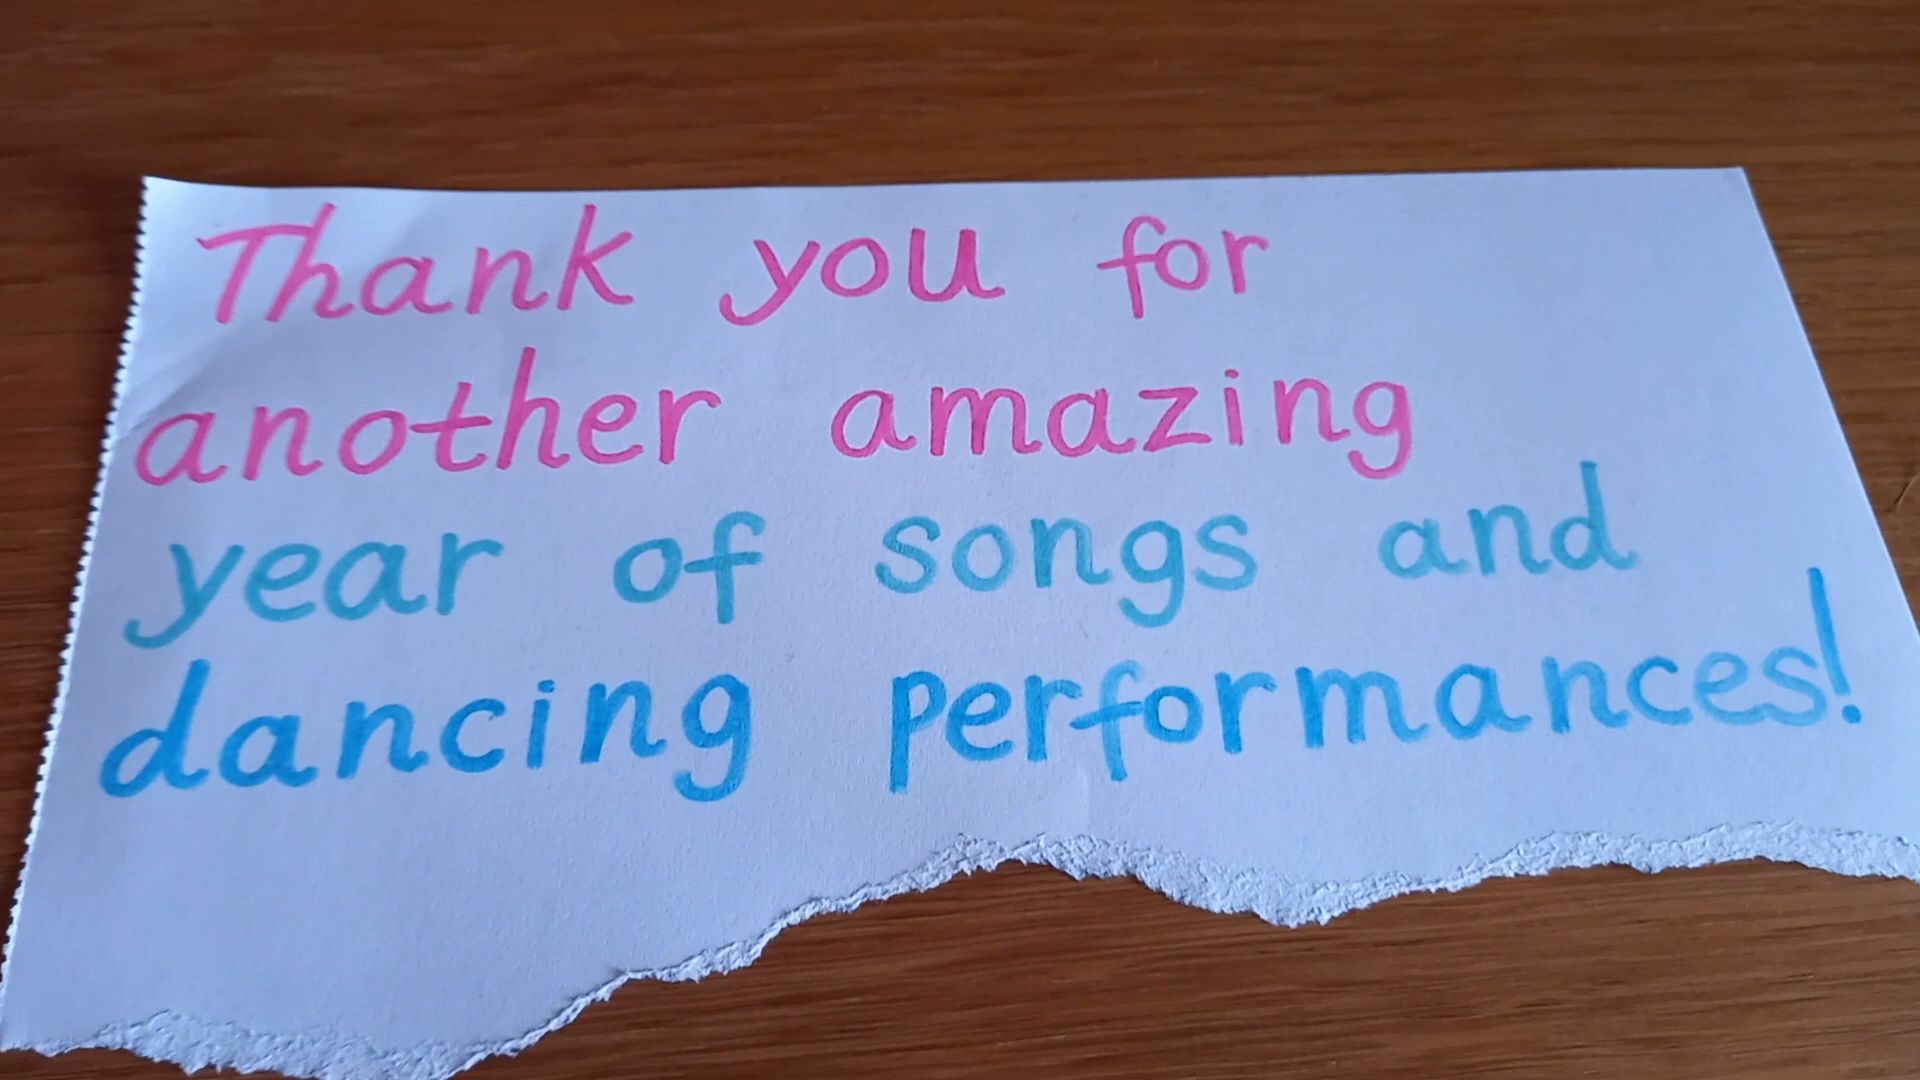 Thank you for
another amazing
year of songs and
dancing performances!